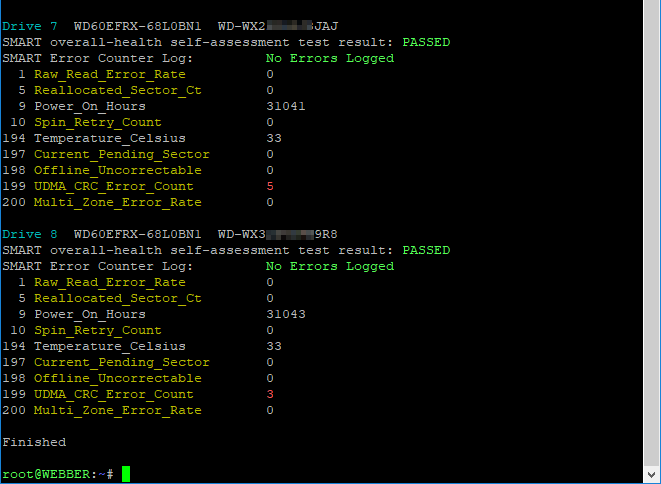 Drive 7 WD60EFRX-68L0BN1 WD-WX2 JAJ
SMART overall-health self-assessment test result: PASSED
SMART Error Counter Log: No Errors Logged
1 Raw_Read_Error_Rate 0
5 Reallocated_Sector_Ct 0
9 Power_On_Hours 31041
10 Spin_Retry_Count 0
194 Temperature_Celsius 33
197 Current_Pending_Sector 0
198 Offline_Uncorrectable 0
199 UDMA_CRC_Error_Count 5
200 Multi_Zone_Error_Rate 0
Drive 8 WD60EFRX-68L0BN1 WD-WX3 9R8
SMART overall-health self-assessment test result: PASSED
SMART Error Counter Log: No Errors Logged
1 Raw_Read_Error_Rate 0
5 Reallocated_Sector_Ct 0
9 Power_On_Hours 31043
10 Spin_Retry_Count 0
194 Temperature_Celsius 33
197 Current_Pending_Sector 0
198 Offline_Uncorrectable 0
199 UDMA_CRC_Error_Count 3
200 Multi_Zone_Error_Rate 0
Finished
root@WEBBER:~#